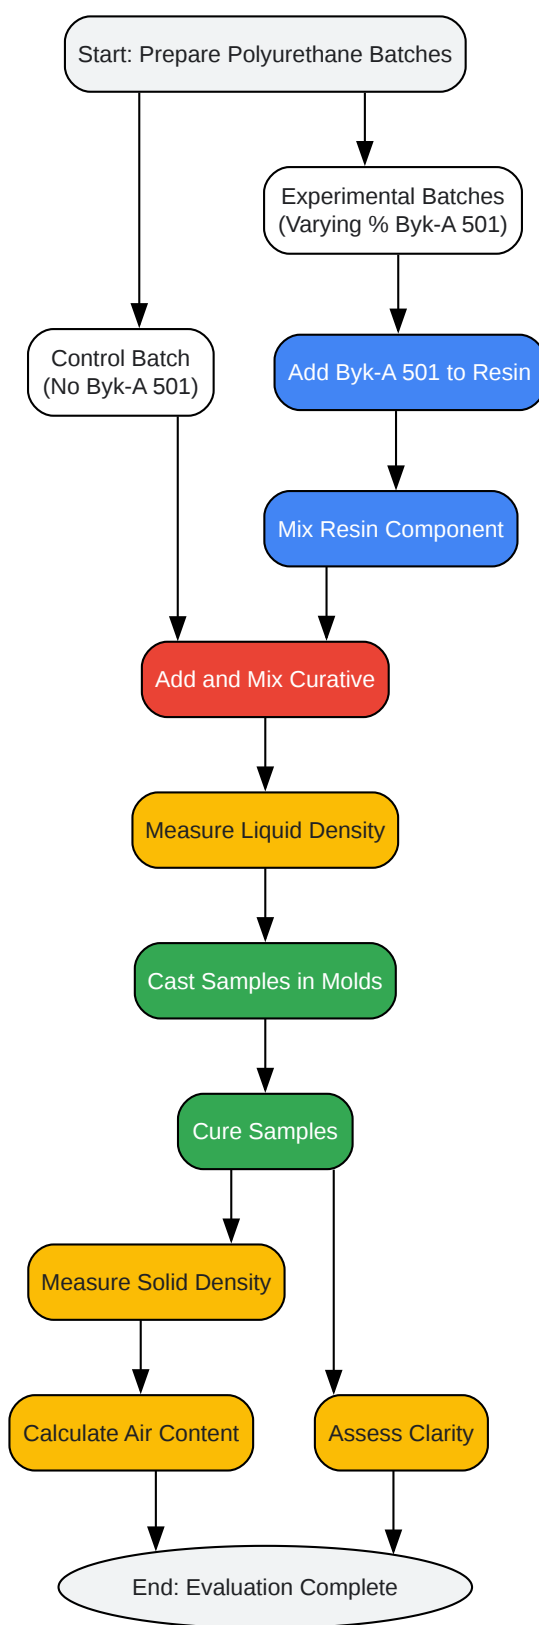 Start: Prepare Polyurethane Batches
Experimental Batches
(Varying % Byk-A 501)
Control Batch
(No Byk-A 501)
Add Byk-A 501 to Resin
Mix Resin Component
Add and Mix Curative
Measure Liquid Density
Cast Samples in Molds
Cure Samples
Measure Solid Density
Calculate Air Content
Assess Clarity
End: Evaluation Complete